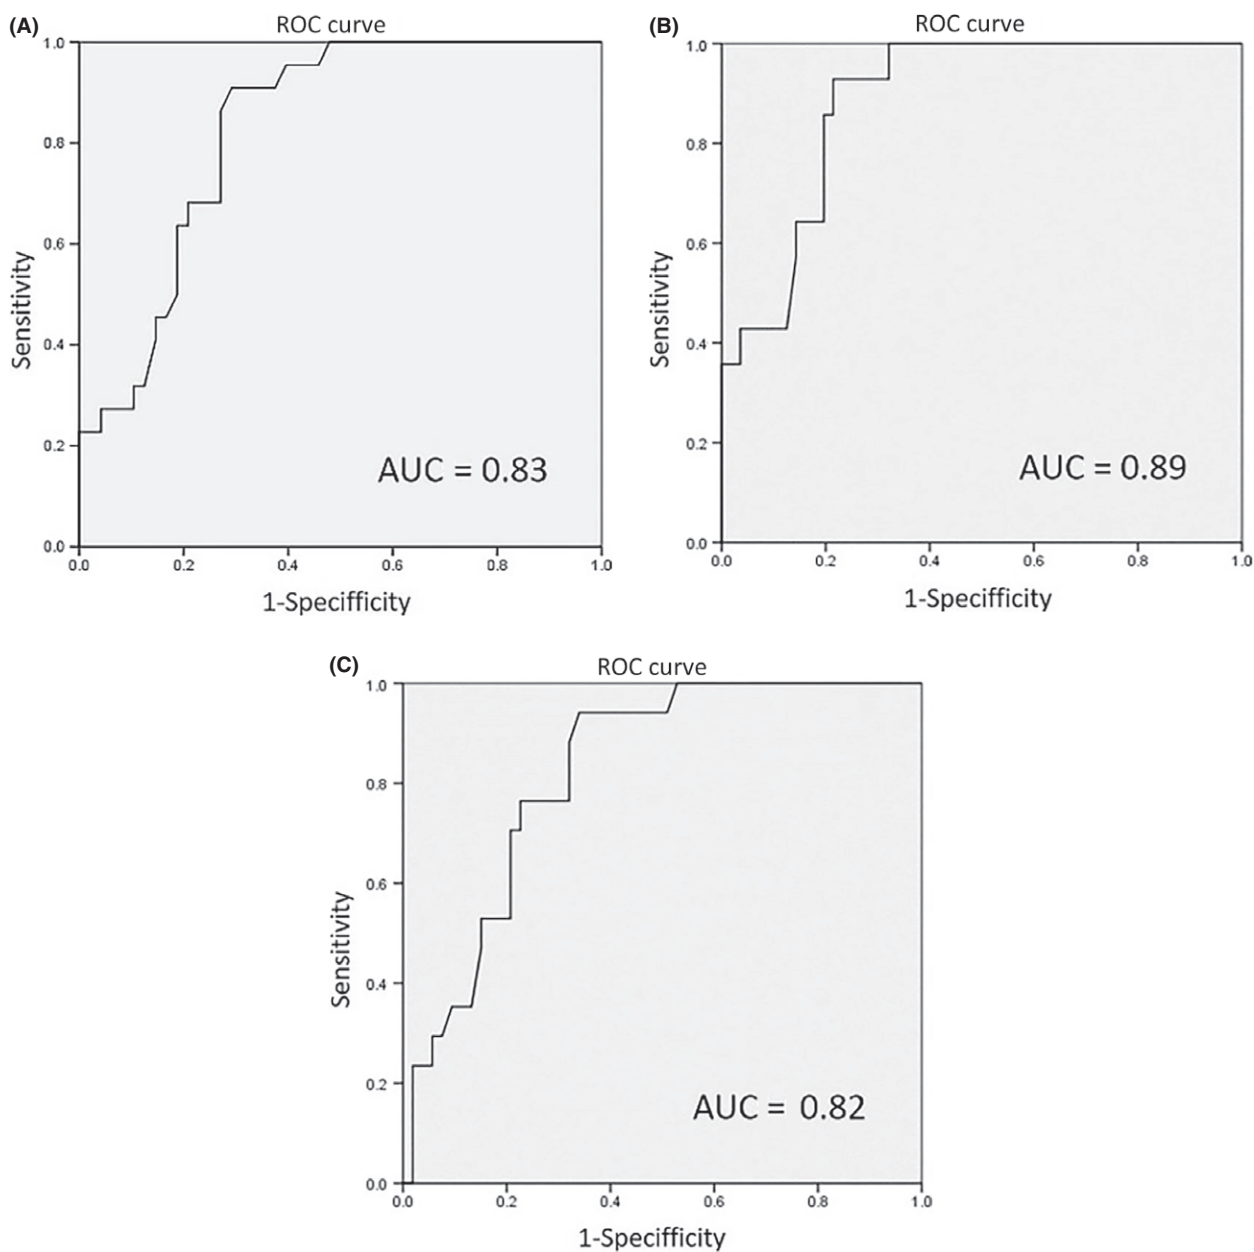 (A)
ROC curve
1.0
0.8
0.6
0.4
0.2
0.0
Sensitivity
AUC = 0.83
0.0 0.2 0.4 0.6 0.8 1.0
1-Specifficity
(B)
ROC curve
1.0
0.8
0.6
0.4
0.2
0.0
Sensitivity
AUC = 0.89
0.0 0.2 0.4 0.6 0.8 1.0
1-Specifficity
(C)
ROC curve
1.0
0.8
0.6
0.4
0.2
0.0
Sensitivity
AUC = 0.82
0.0 0.2 0.4 0.6 0.8 1.0
1-Specifficity